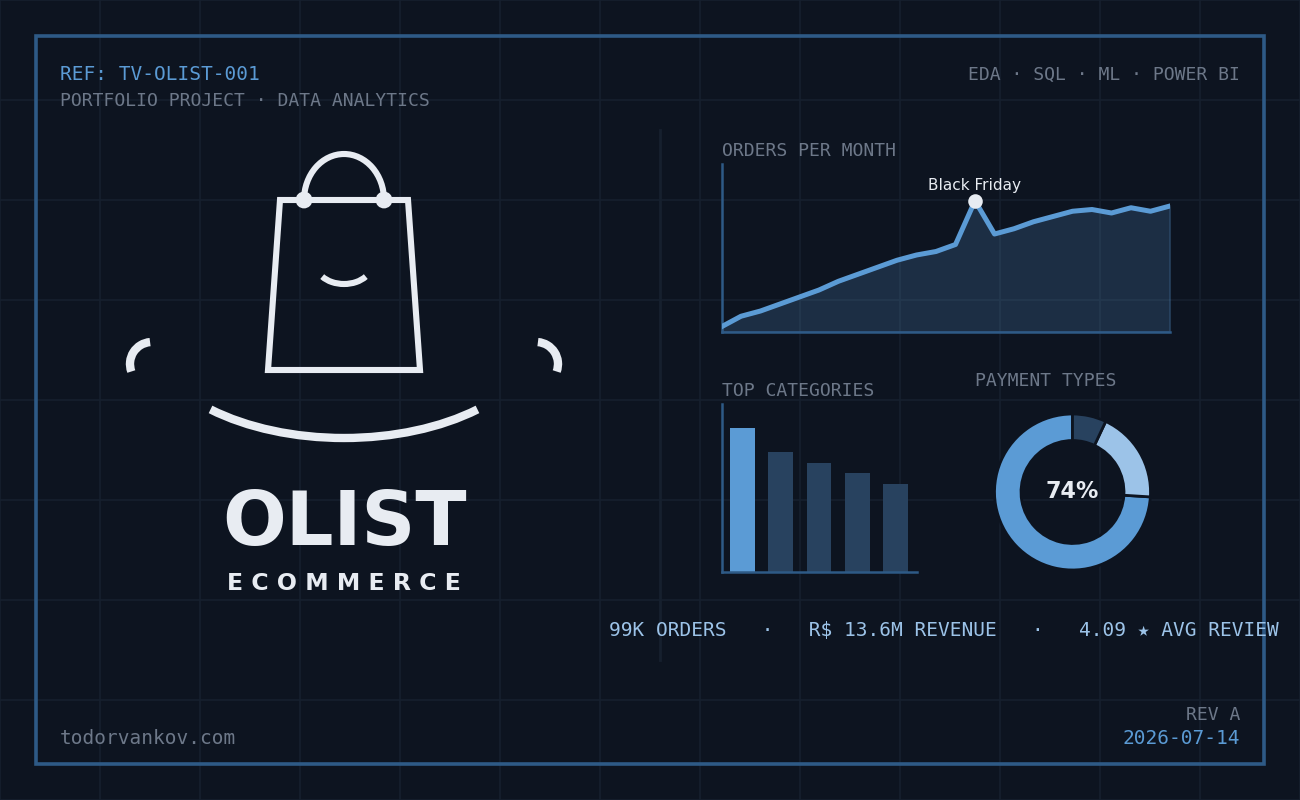 REF: TV-OLIST-001
PORTFOLIO PROJECT · DATA ANALYTICS
EDA · SQL · ML · POWER BI
OLIST
ECOMMERCE
ORDERS PER MONTH
Black Friday
TOP CATEGORIES
PAYMENT TYPES
74%
99K ORDERS · R$ 13.6M REVENUE · 4.09 ★ AVG REVIEW
todorvankov.com
REV A
2026-07-14